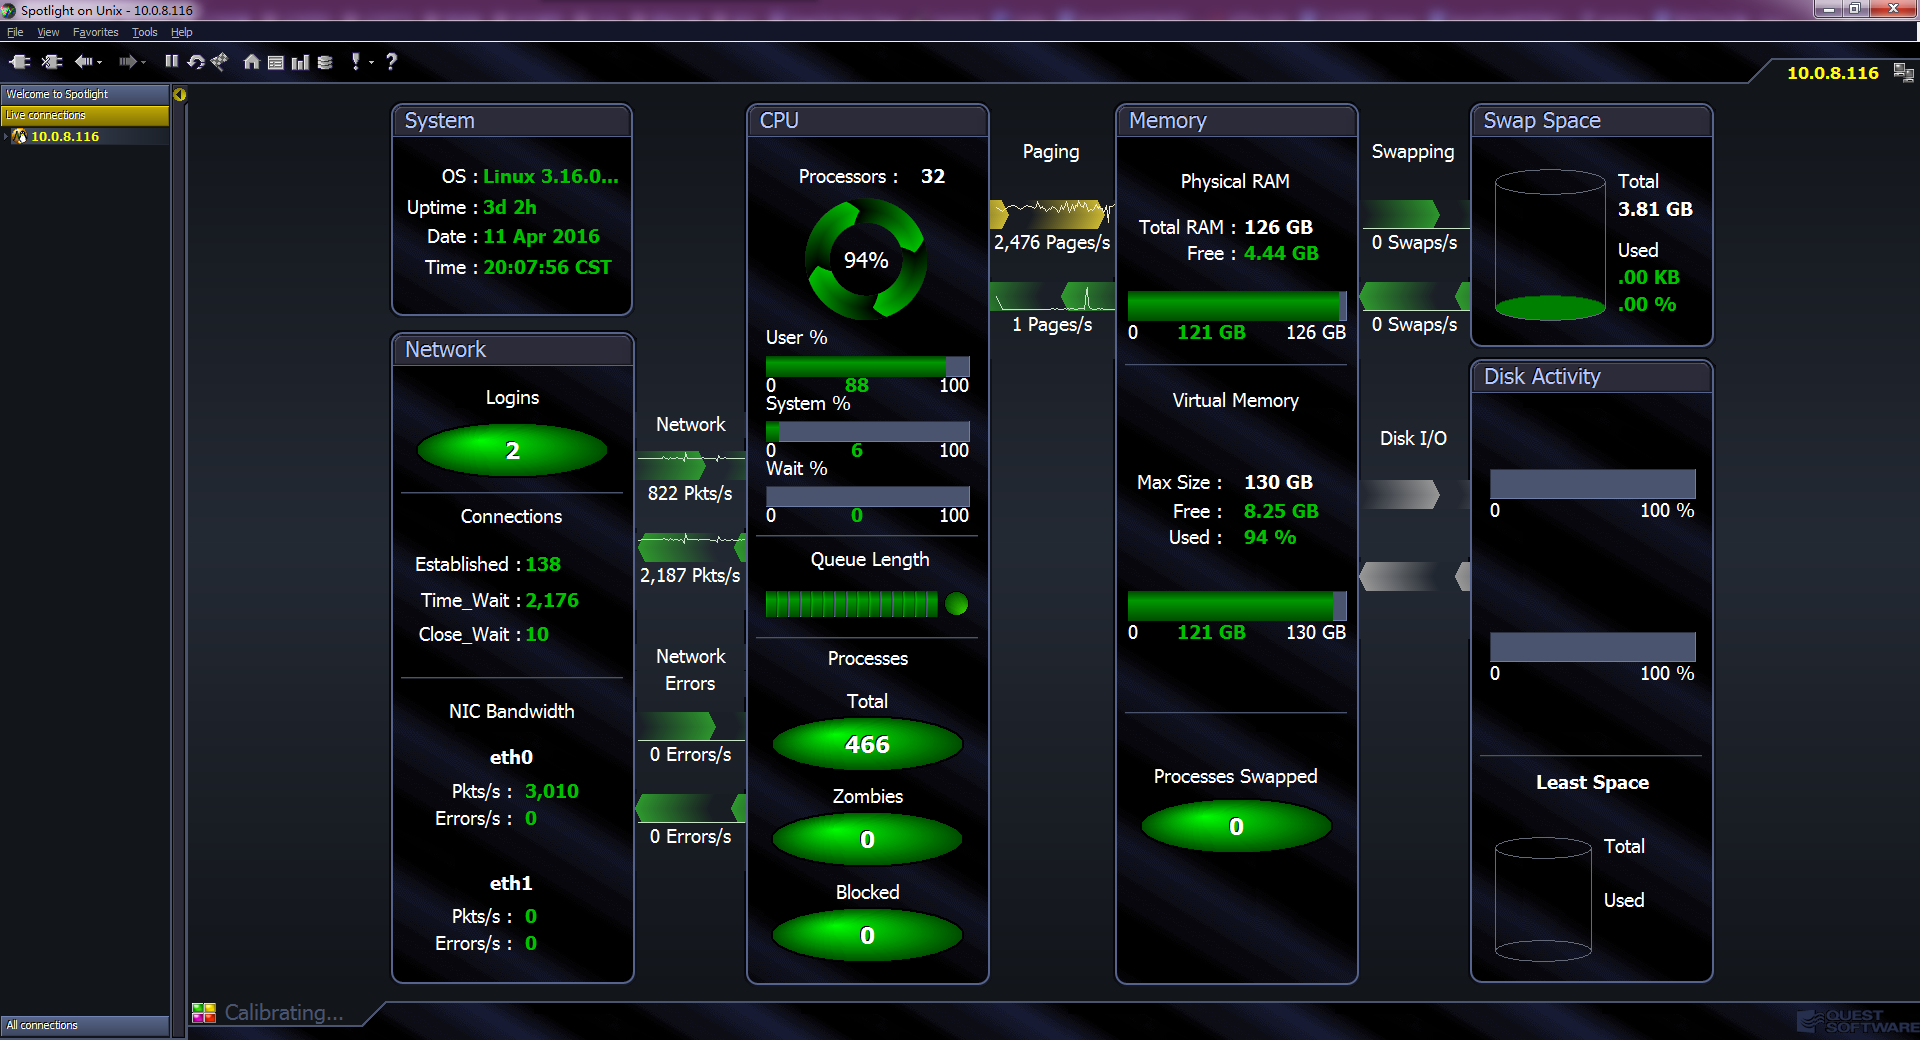 Spotlight on Unix - 10.0.8.116
File View Favorites Tools Help
10.0.8.116
Welcome to Spotlight
Live connections
10.0.8.116
All connections
System
OS : Linux 3.16.0...
Uptime : 3d 2h
Date : 11 Apr 2016
Time : 20:07:56 CST
Network
Logins
2
Connections
Established : 138
Time_Wait : 2,176
Close_Wait : 10
NIC Bandwidth
eth0
Pkts/s : 3,010
Errors/s : 0
eth1
Pkts/s : 0
Errors/s : 0
Network
822 Pkts/s
2,187 Pkts/s
Network
Errors
0 Errors/s
0 Errors/s
CPU
Processors : 32
94%
User %
0 88 100
System %
0 6 100
Wait %
0 0 100
Queue Length
Processes
Total
466
Zombies
0
Blocked
0
Paging
2,476 Pages/s
1 Pages/s
Memory
Physical RAM
Total RAM : 126 GB
Free : 4.44 GB
0 121 GB 126 GB
Virtual Memory
Max Size : 130 GB
Free : 8.25 GB
Used : 94 %
0 121 GB 130 GB
Processes Swapped
0
Swapping
0 Swaps/s
0 Swaps/s
Disk I/O
Swap Space
Total
3.81 GB
Used
.00 KB
.00 %
Disk Activity
0 100 %
0 100 %
Least Space
Total
Used
Calibrating...
QUEST
SOFTWARE